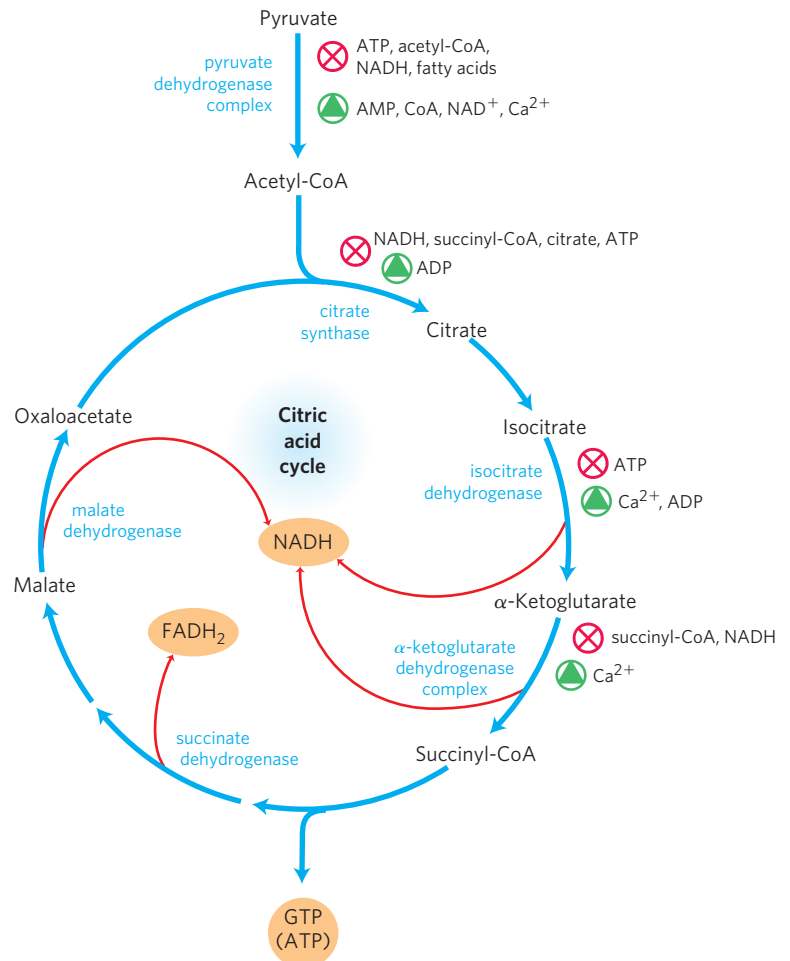 Pyruvate
ATP, acetyl-CoA,
NADH, fatty acids
pyruvate
dehydrogenase
complex
AMP, CoA, NAD⁺, Ca²⁺
Acetyl-CoA
NADH, succinyl-CoA, citrate, ATP
ADP
citrate
synthase
Citrate
Oxaloacetate
Citric
acid
cycle
Isocitrate
isocitrate
dehydrogenase
ATP
Ca²⁺, ADP
malate
dehydrogenase
NADH
Malate
α-Ketoglutarate
FADH₂
succinyl-CoA, NADH
α-ketoglutarate
dehydrogenase
complex
Ca²⁺
succinate
dehydrogenase
Succinyl-CoA
GTP
(ATP)